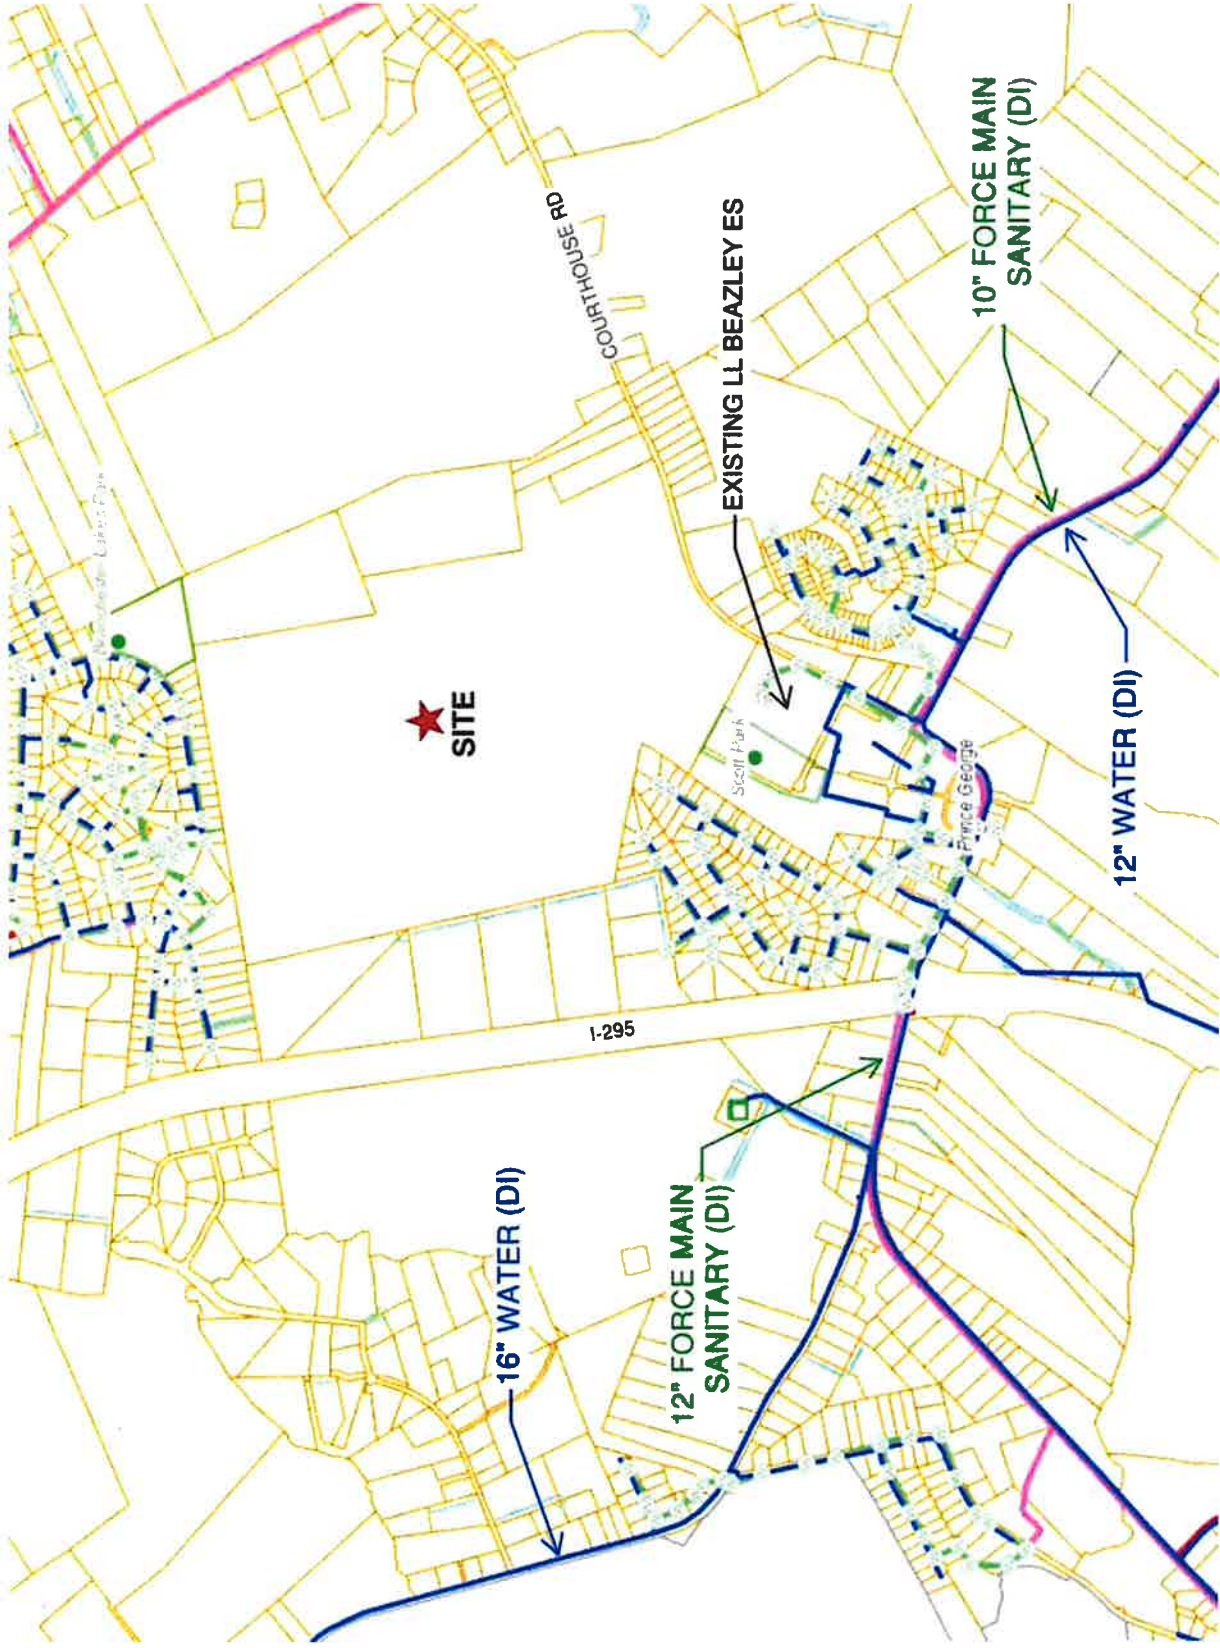 COURTHOUSE RD
10" FORCE MAIN
SANITARY (DI)
EXISTING LL BEAZLEY ES
SITE
Scott Park
Prince George
12" WATER (DI)
I-295
16" WATER (DI)
12" FORCE MAIN
SANITARY (DI)